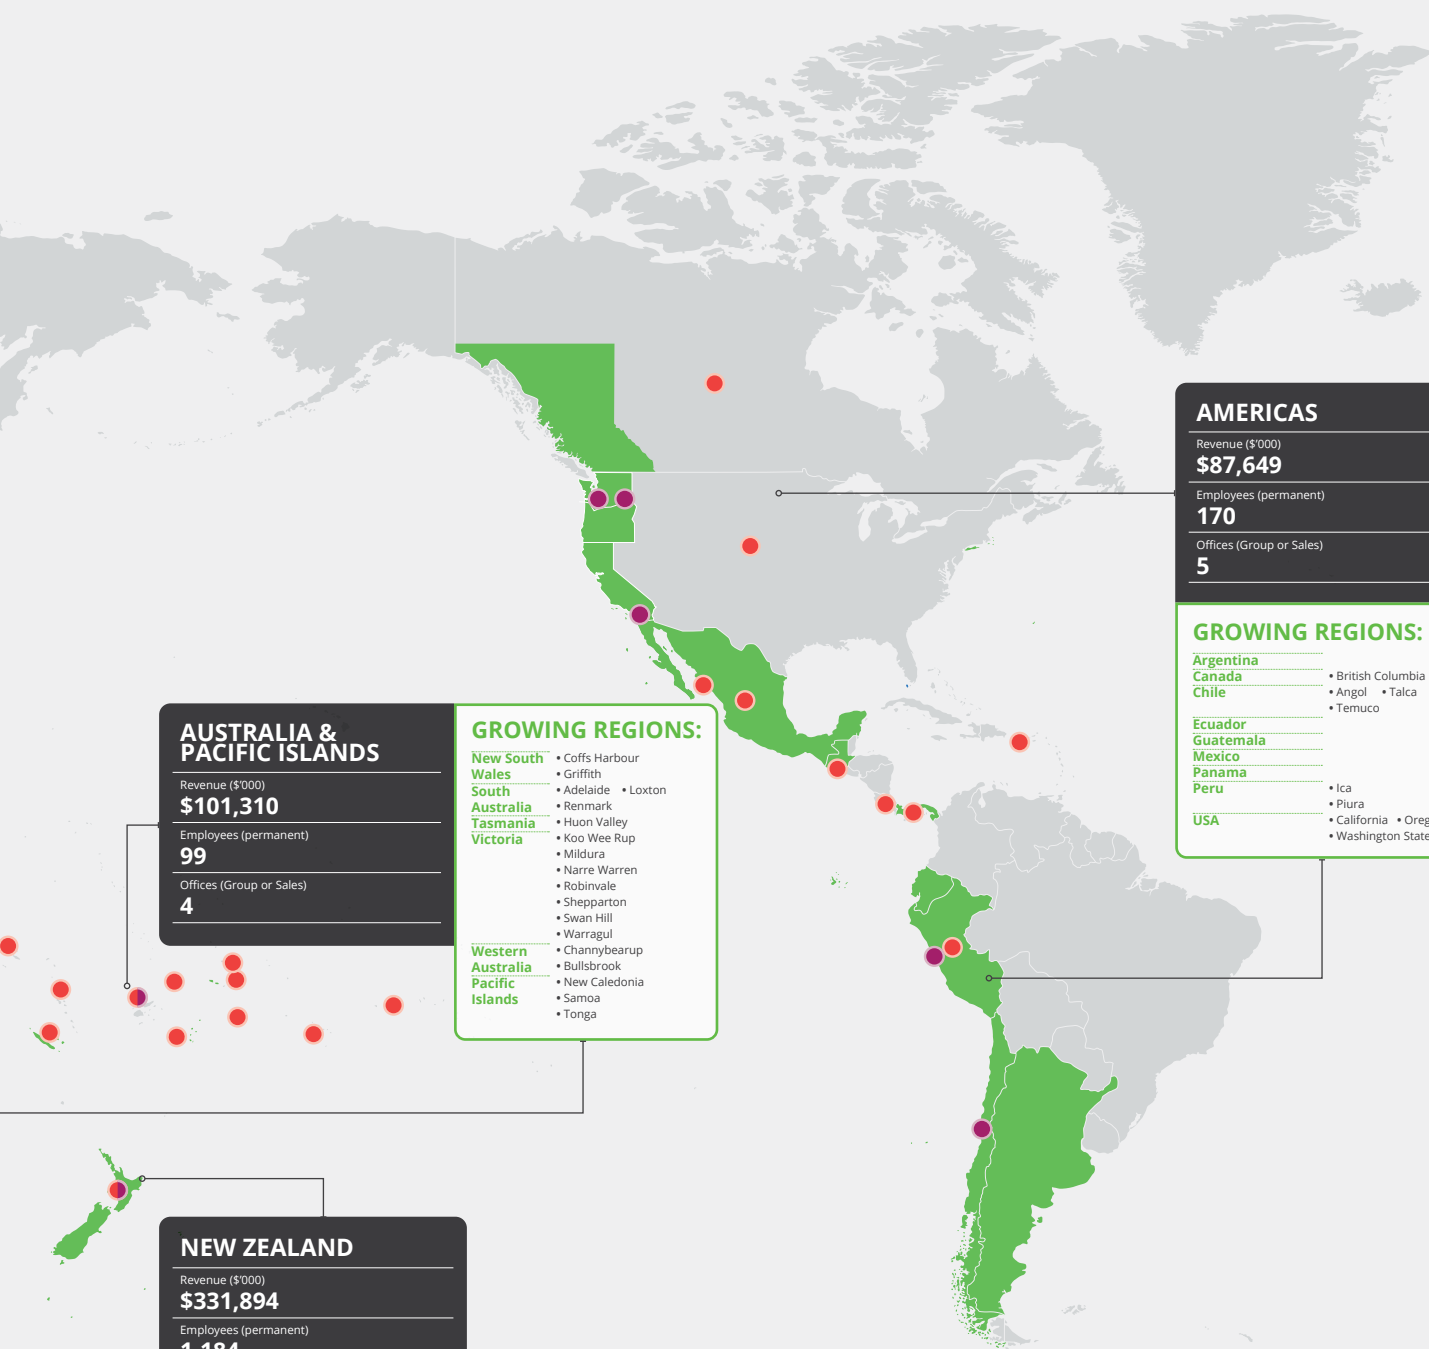 AMERICAS
Revenue ($'000)
$87,649
Employees (permanent)
170
Offices (Group or Sales)
5
GROWING REGIONS:
Argentina
Canada • British Columbia
Chile • Angol • Talca
• Temuco
Ecuador
Guatemala
Mexico
Panama
Peru • Ica
• Piura
USA • California •
• Washington State
AUSTRALIA &
PACIFIC ISLANDS
Revenue ($'000)
$101,310
Employees (permanent)
99
Offices (Group or Sales)
4
GROWING REGIONS:
New South • Coffs Harbour
Wales • Griffith
South • Adelaide • Loxton
Australia • Renmark
Tasmania • Huon Valley
Victoria • Koo Wee Rup
• Mildura
• Narre Warren
• Robinvale
• Shepparton
• Swan Hill
• Warragul
Western • Channybearup
Australia • Bullsbrook
Pacific • New Caledonia
Islands • Samoa
• Tonga
NEW ZEALAND
Revenue ($'000)
$331,894
Employees (permanent)
1,184